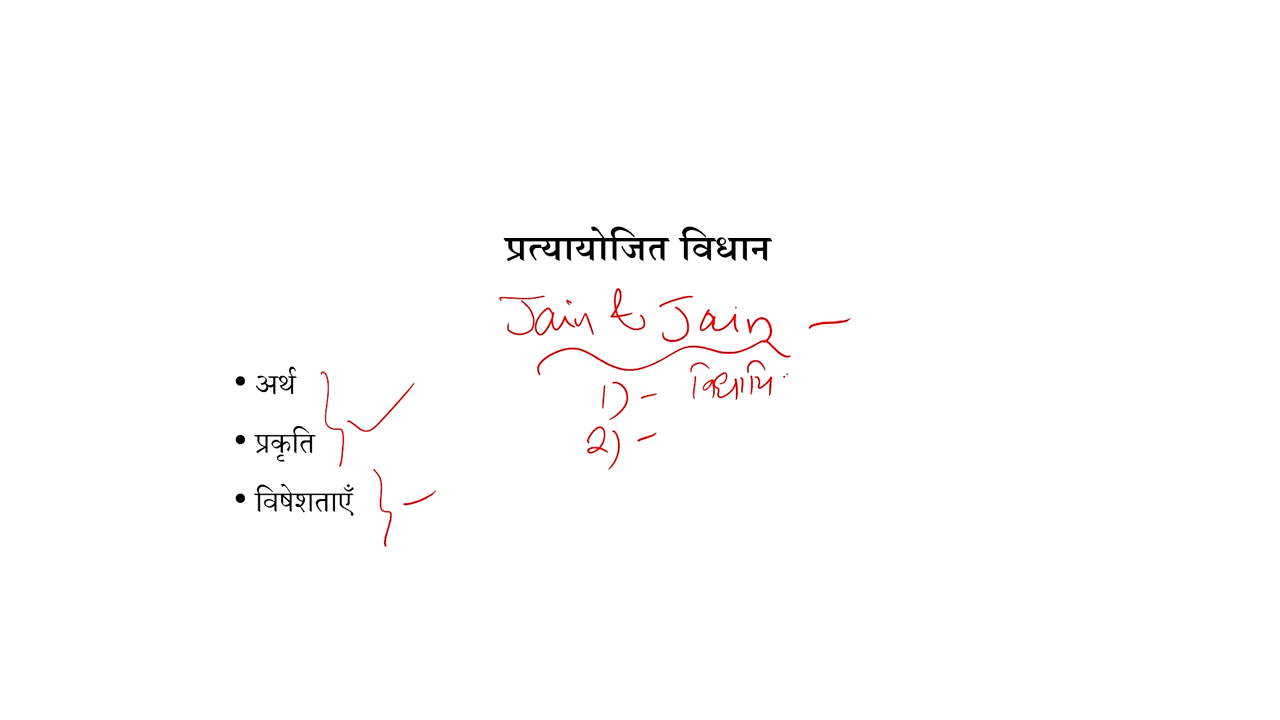 प्रत्यायोजित विधान
Jain & Jain –
• अर्थ
1) – विधायि
• प्रकृति
2) –
• विषेशताएँ –